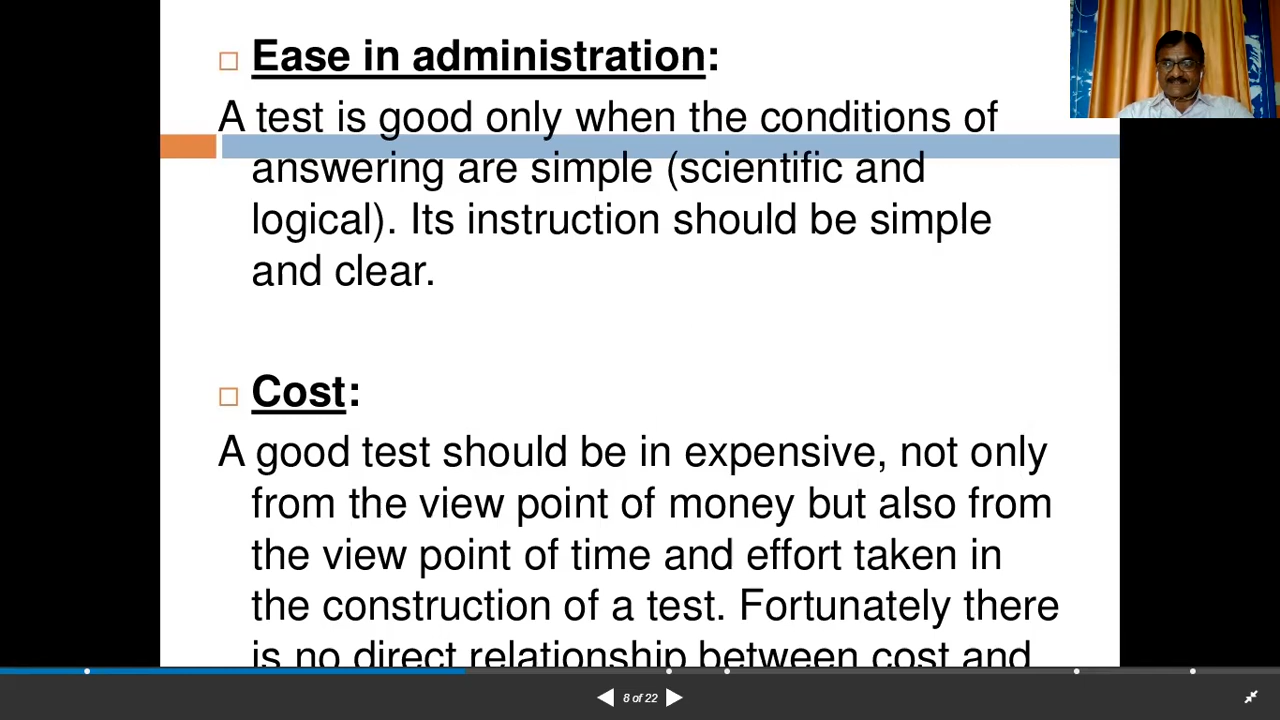 Ease in administration:
A test is good only when the conditions of
answering are simple (scientific and
logical). Its instruction should be simple
and clear.
Cost:
A good test should be in expensive, not only
from the view point of money but also from
the view point of time and effort taken in
the construction of a test. Fortunately there
is no direct relationship between cost and
8 of 22